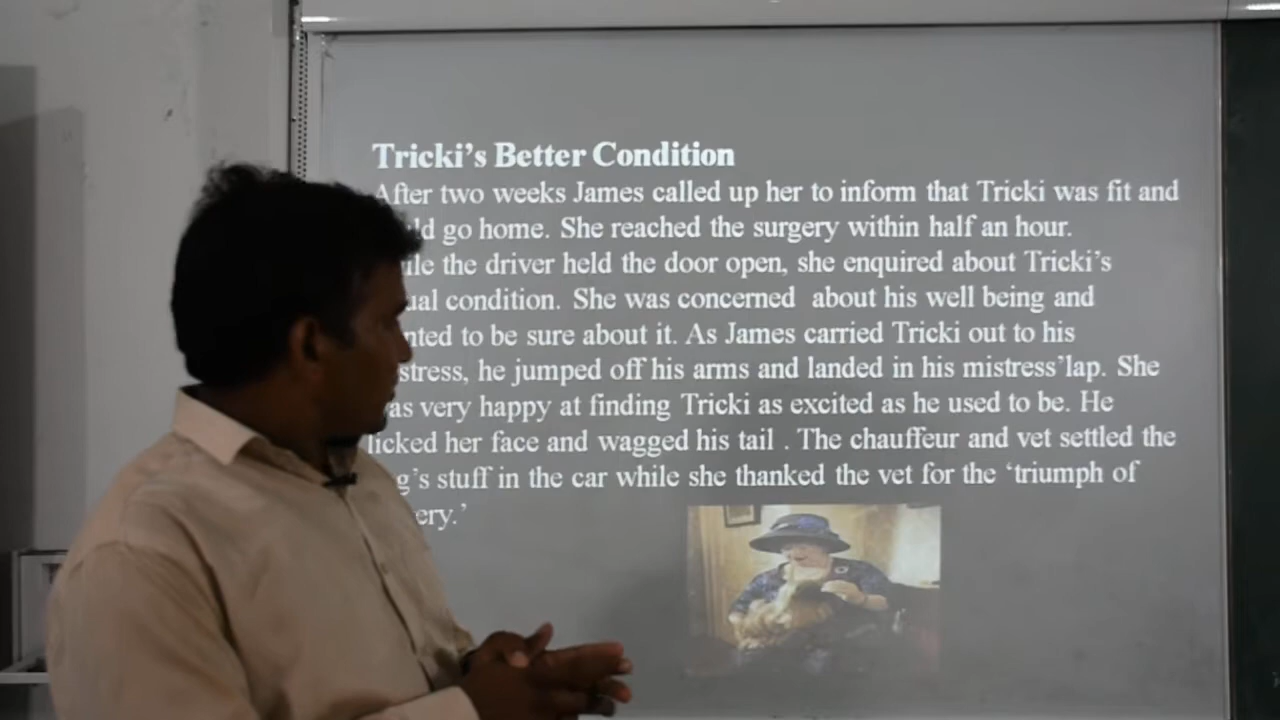 Tricki's Better Condition
After two weeks James called up her to inform that Tricki was fit and
go home. She reached the surgery within half an hour.
the driver held the door open, she enquired about Tricki's
condition. She was concerned about his well being and
to be sure about it. As James carried Tricki out to his
he jumped off his arms and landed in his mistress'lap. She
was very happy at finding Tricki as excited as he used to be. He
licked her face and wagged his tail . The chauffeur and vet settled the
stuff in the car while she thanked the vet for the 'triumph of